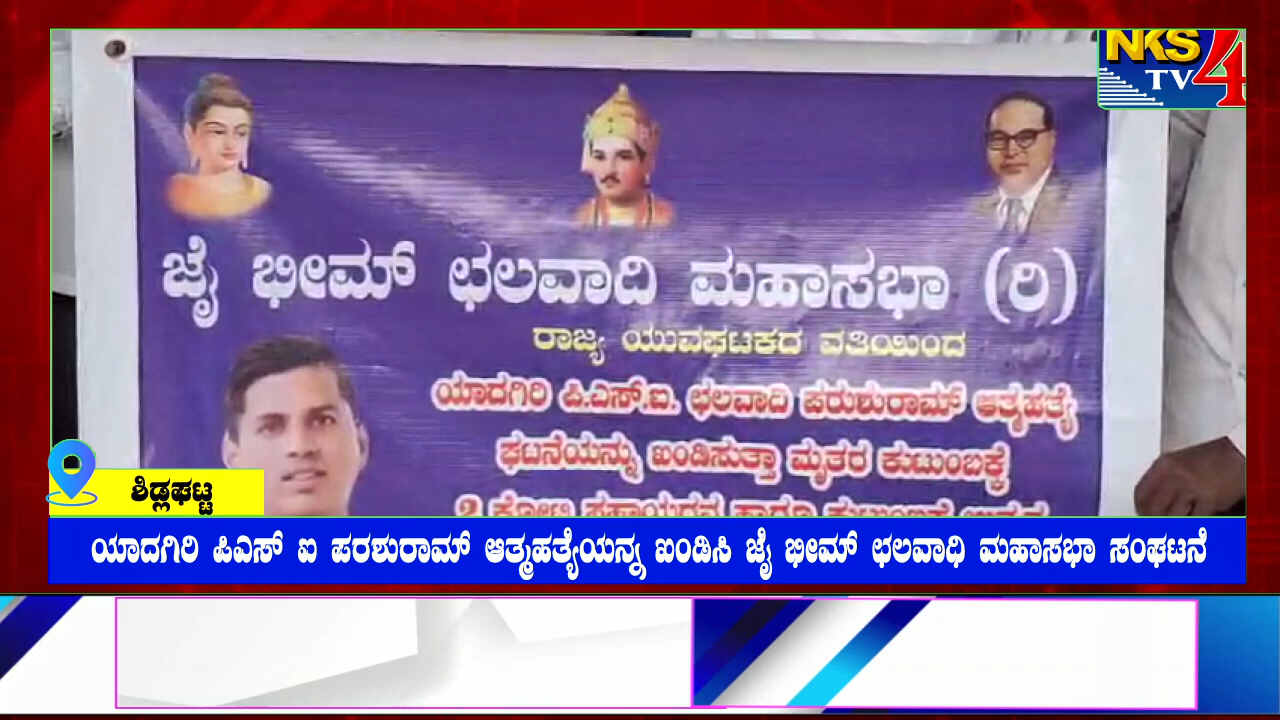 NKS
TV 4
ಜೈ ಭೀಮ್ ಛಲವಾದಿ ಮಹಾಸಭಾ (ರಿ)
ರಾಜ್ಯ ಯುವಘಟಕದ ವತಿಯಿಂದ
ಯಾದಗಿರಿ ಪಿ.ಎಸ್.ಐ. ಛಲವಾದಿ ಪರುಶುರಾಮ್ ಆತ್ಮಹತ್ಯೆ
ಘಟನೆಯನ್ನು ಖಂಡಿಸುತ್ತಾ ಮೃತರ ಕುಟುಂಬಕ್ಕೆ
ಶಿಡ್ಲಘಟ್ಟ
ಯಾದಗಿರಿ ಪಿಎಸ್ ಐ ಪರಶುರಾಮ್ ಆತ್ಮಹತ್ಯೆಯನ್ನು ಖಂಡಿಸಿ ಜೈ ಭೀಮ್ ಛಲವಾಧಿ ಮಹಾಸಭಾ ಸಂಘಟನೆ